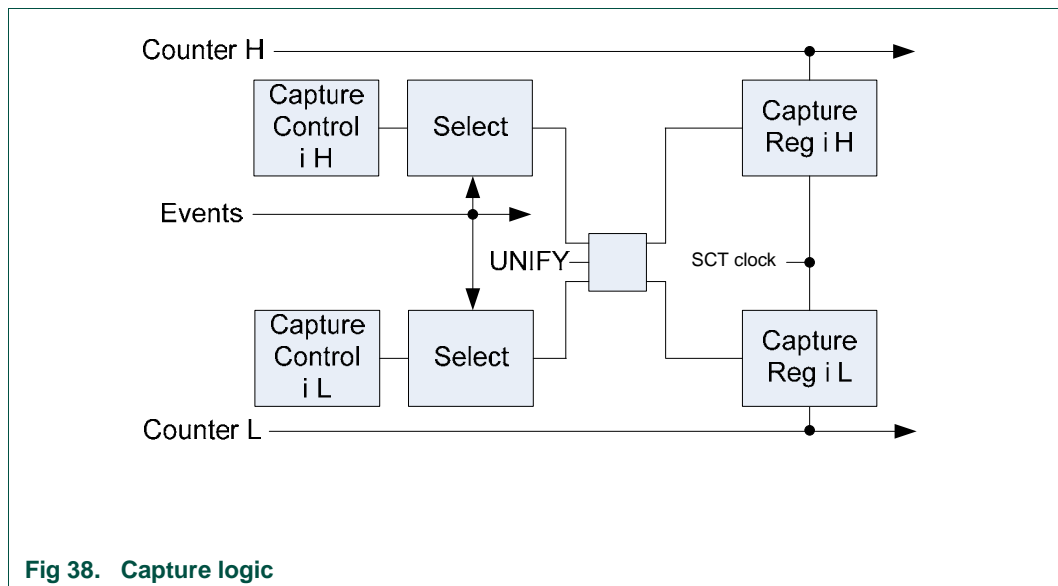 Counter H
Capture
Control
i H
Select
Capture
Reg i H
Events
UNIFY
SCT clock
Capture
Control
i L
Select
Capture
Reg i L
Counter L
Fig 38. Capture logic